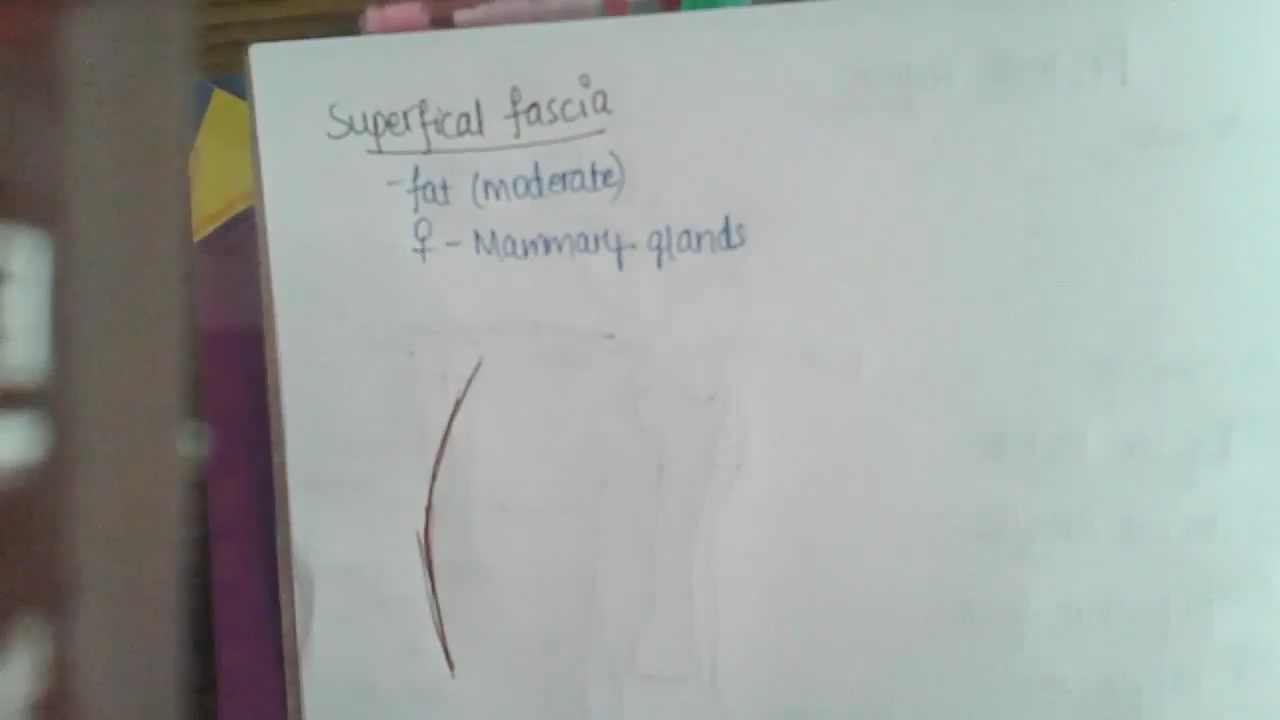 Superfical fascia
- fat (moderate)
♀ - Mammary glands